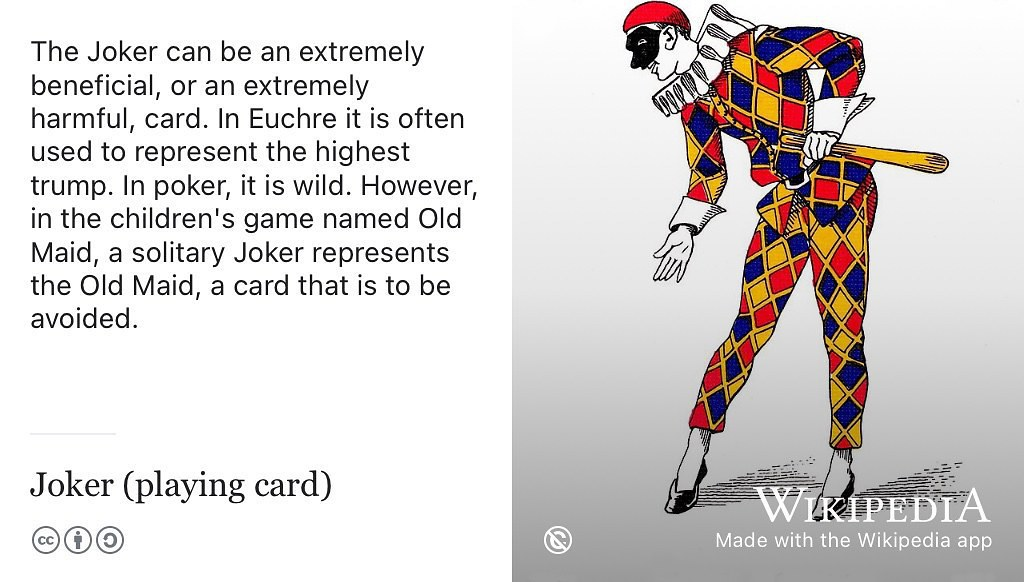 The Joker can be an extremely
beneficial, or an extremely
harmful, card. In Euchre it is often
used to represent the highest
trump. In poker, it is wild. However,
in the children's game named Old
Maid, a solitary Joker represents
the Old Maid, a card that is to be
avoided.
Joker (playing card)
cc
WIKIPEDIA
Made with the Wikipedia app